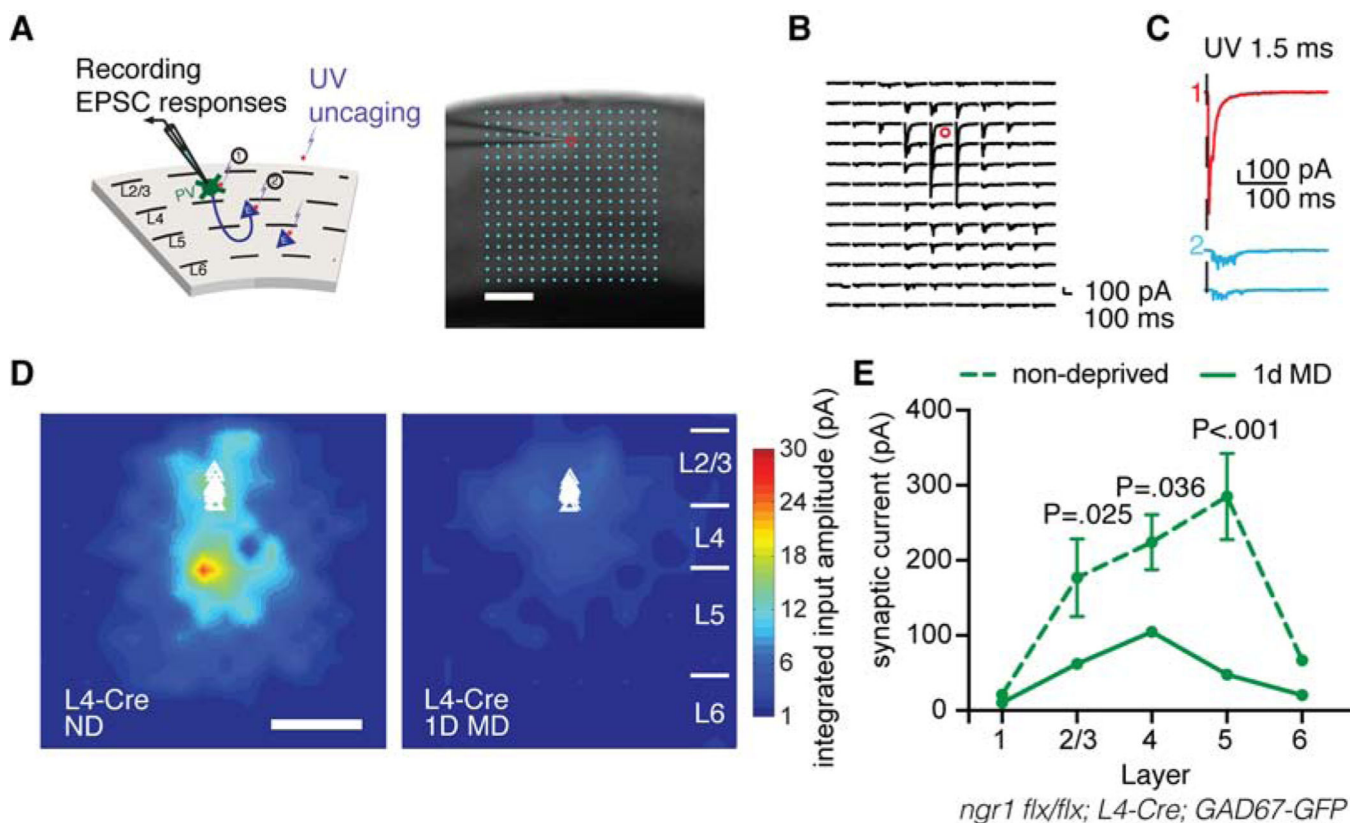 A
Recording
EPSC responses
UV
uncaging
1
2
L2/3
PV
E
L4
E
L5
L6
B
100 pA
100 ms
C
UV 1.5 ms
1
100 pA
100 ms
2
D
L4-Cre
ND
L4-Cre
1D MD
L2/3
L4
L5
L6
30
24
18
12
6
1
integrated input amplitude (pA)
E
non-deprived
1d MD
400
300
200
100
0
synaptic current (pA)
P=.025
P=.036
P<.001
1
2/3
4
5
6
Layer
ngr1 flx/flx; L4-Cre; GAD67-GFP